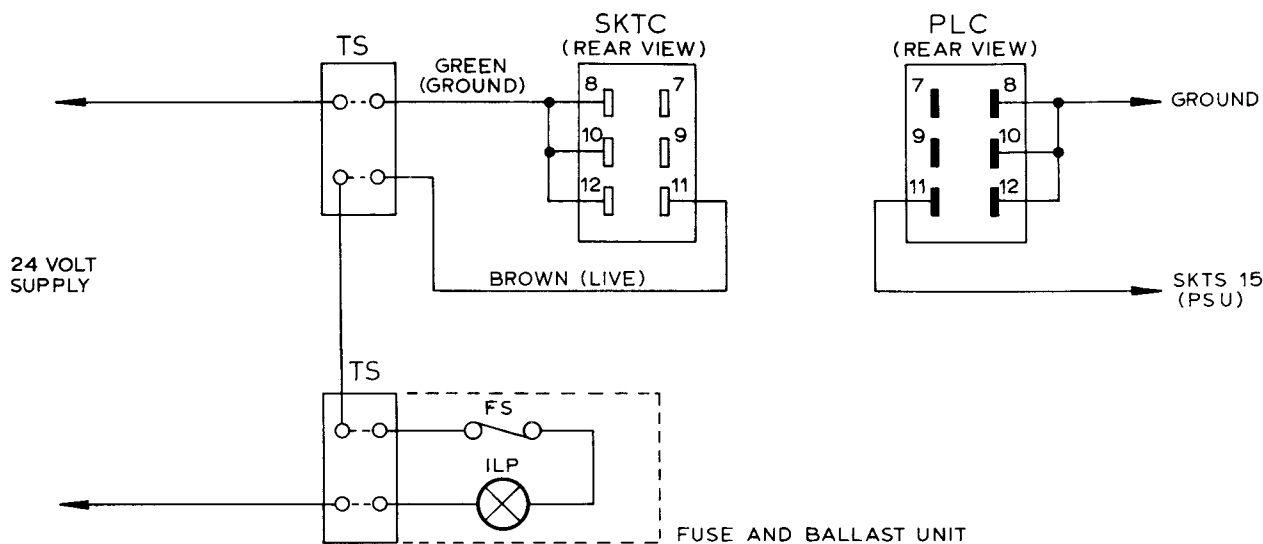 SKTC
(REAR VIEW)
PLC
(REAR VIEW)
TS
GREEN
(GROUND)
8
7
10
9
12
11
7
8
9
10
11
12
GROUND
24 VOLT
SUPPLY
BROWN (LIVE)
SKTS 15
(PSU)
TS
FS
ILP
FUSE AND BALLAST UNIT